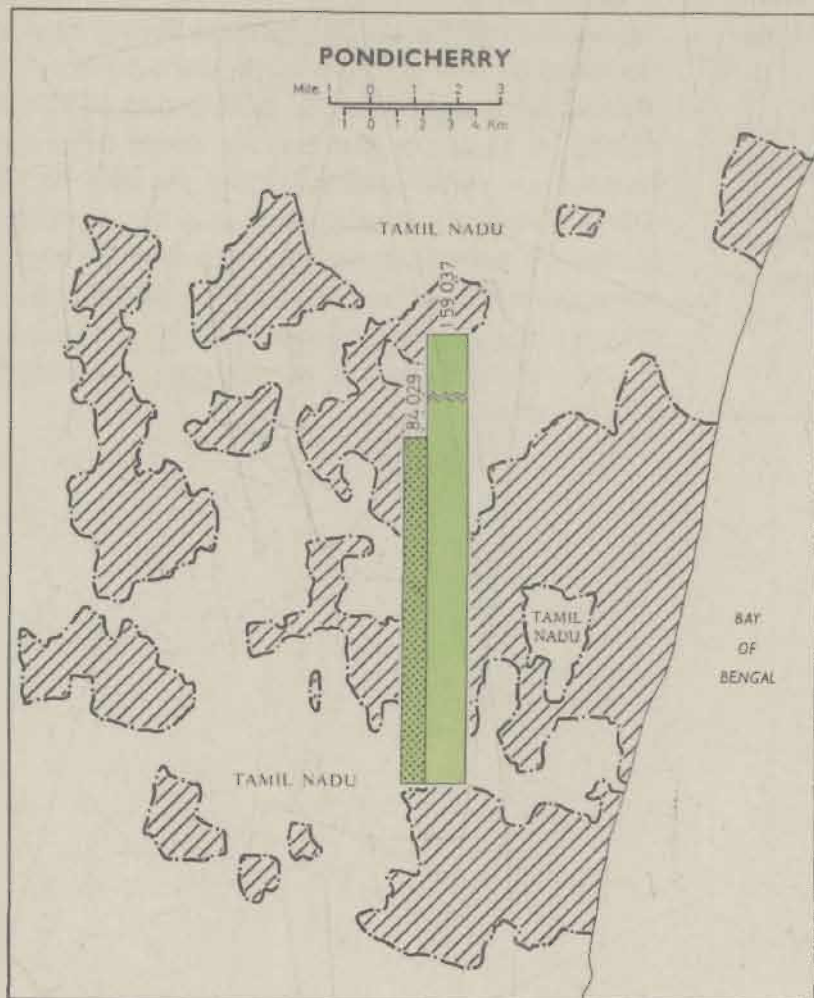 PONDICHERRY
Mile 1 0 1 2 3
1 0 1 2 3 4 Km
TAMIL NADU
159 037
84 029
TAMIL
NADU
BAY
OF
BENGAL
TAMIL NADU